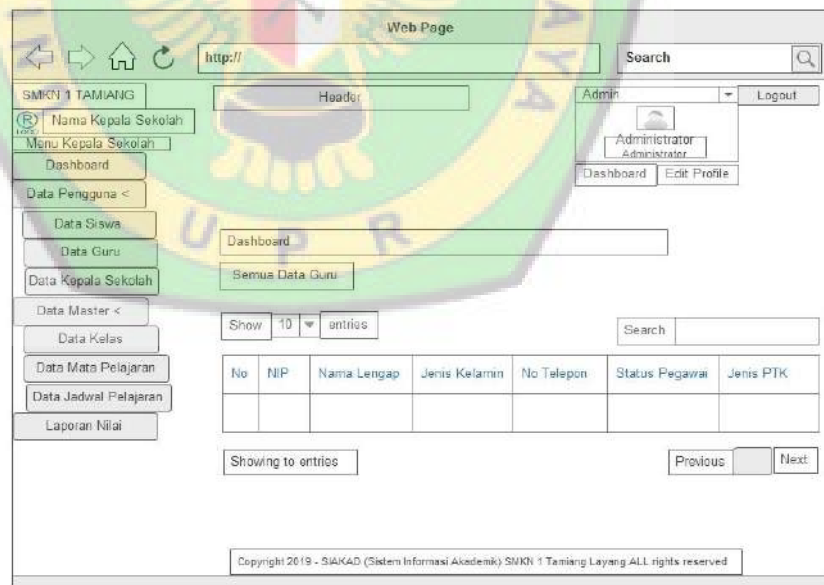 Web Page
http://
Search
SMKN 1 TAMIANG
Header
Admin
Logout
Nama Kepala Sekolah
Menu Kepala Sekolah
Administrator
Administrator
Dashboard
Edit Profile
Dashboard
Data Pengguna <
Data Siswa
Data Guru
Data Kepala Sekolah
Data Master <
Data Kelas
Data Mata Pelajaran
Data Jadwal Pelajaran
Laporan Nilai
U P R
AYA
Dashboard
Semua Data Guru
Show 10 entries
Search
No NIP Nama Lengap Jenis Kelamin No Telepon Status Pegawai Jenis PTK
Showing to entries
Previous Next
Copyright 2019 - SIAKAD (Sistem Informasi Akademik) SMKN 1 Tamiang Layang ALL rights reserved